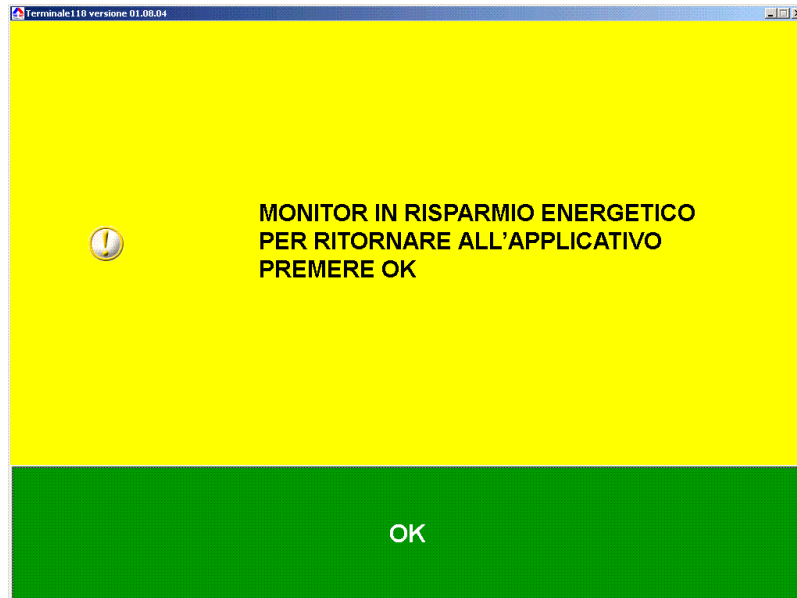 Terminale118 versione 01.08.04
MONITOR IN RISPARMIO ENERGETICO
PER RITORNARE ALL'APPLICATIVO
PREMERE OK
OK